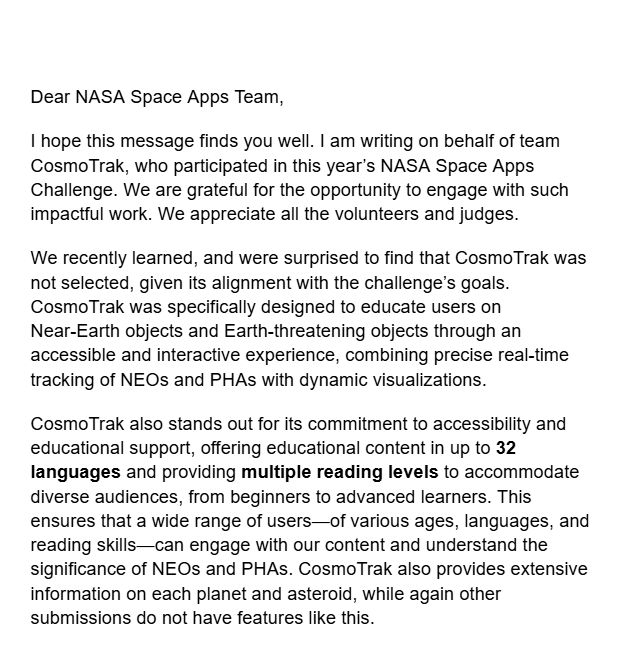 Dear NASA Space Apps Team,
I hope this message finds you well. I am writing on behalf of team
CosmoTrak, who participated in this year’s NASA Space Apps
Challenge. We are grateful for the opportunity to engage with such
impactful work. We appreciate all the volunteers and judges.
We recently learned, and were surprised to find that CosmoTrak was
not selected, given its alignment with the challenge’s goals.
CosmoTrak was specifically designed to educate users on
Near-Earth objects and Earth-threatening objects through an
accessible and interactive experience, combining precise real-time
tracking of NEOs and PHAs with dynamic visualizations.
CosmoTrak also stands out for its commitment to accessibility and
educational support, offering educational content in up to 32
languages and providing multiple reading levels to accommodate
diverse audiences, from beginners to advanced learners. This
ensures that a wide range of users—of various ages, languages, and
reading skills—can engage with our content and understand the
significance of NEOs and PHAs. CosmoTrak also provides extensive
information on each planet and asteroid, while again other
submissions do not have features like this.